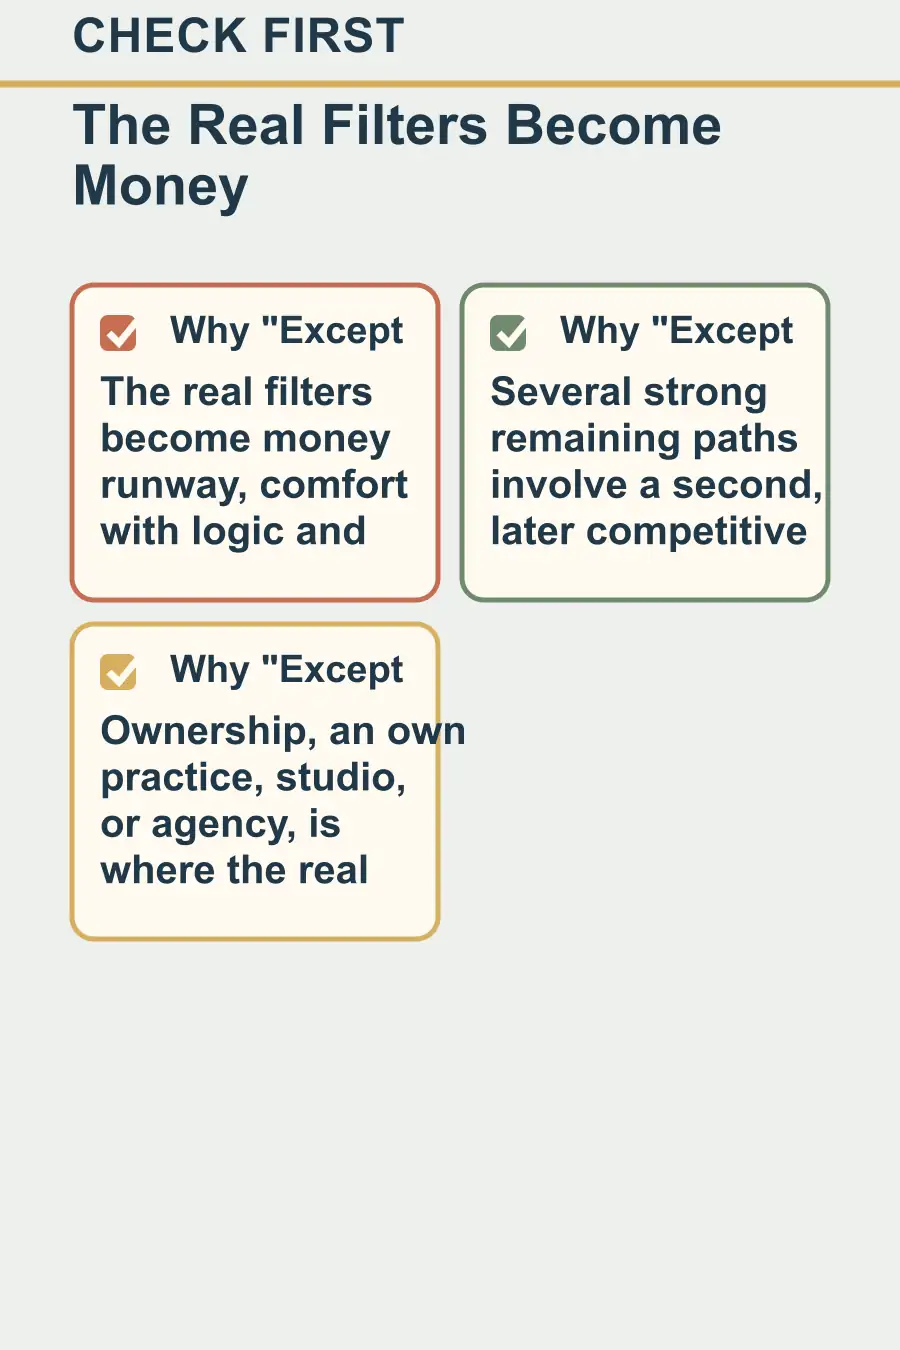 CHECK FIRST
The Real Filters Become
Money
Why "Except
The real filters
become money
runway, comfort
with logic and
Why "Except
Several strong
remaining paths
involve a second,
later competitive
Why "Except
Ownership, an own
practice, studio,
or agency, is
where the real